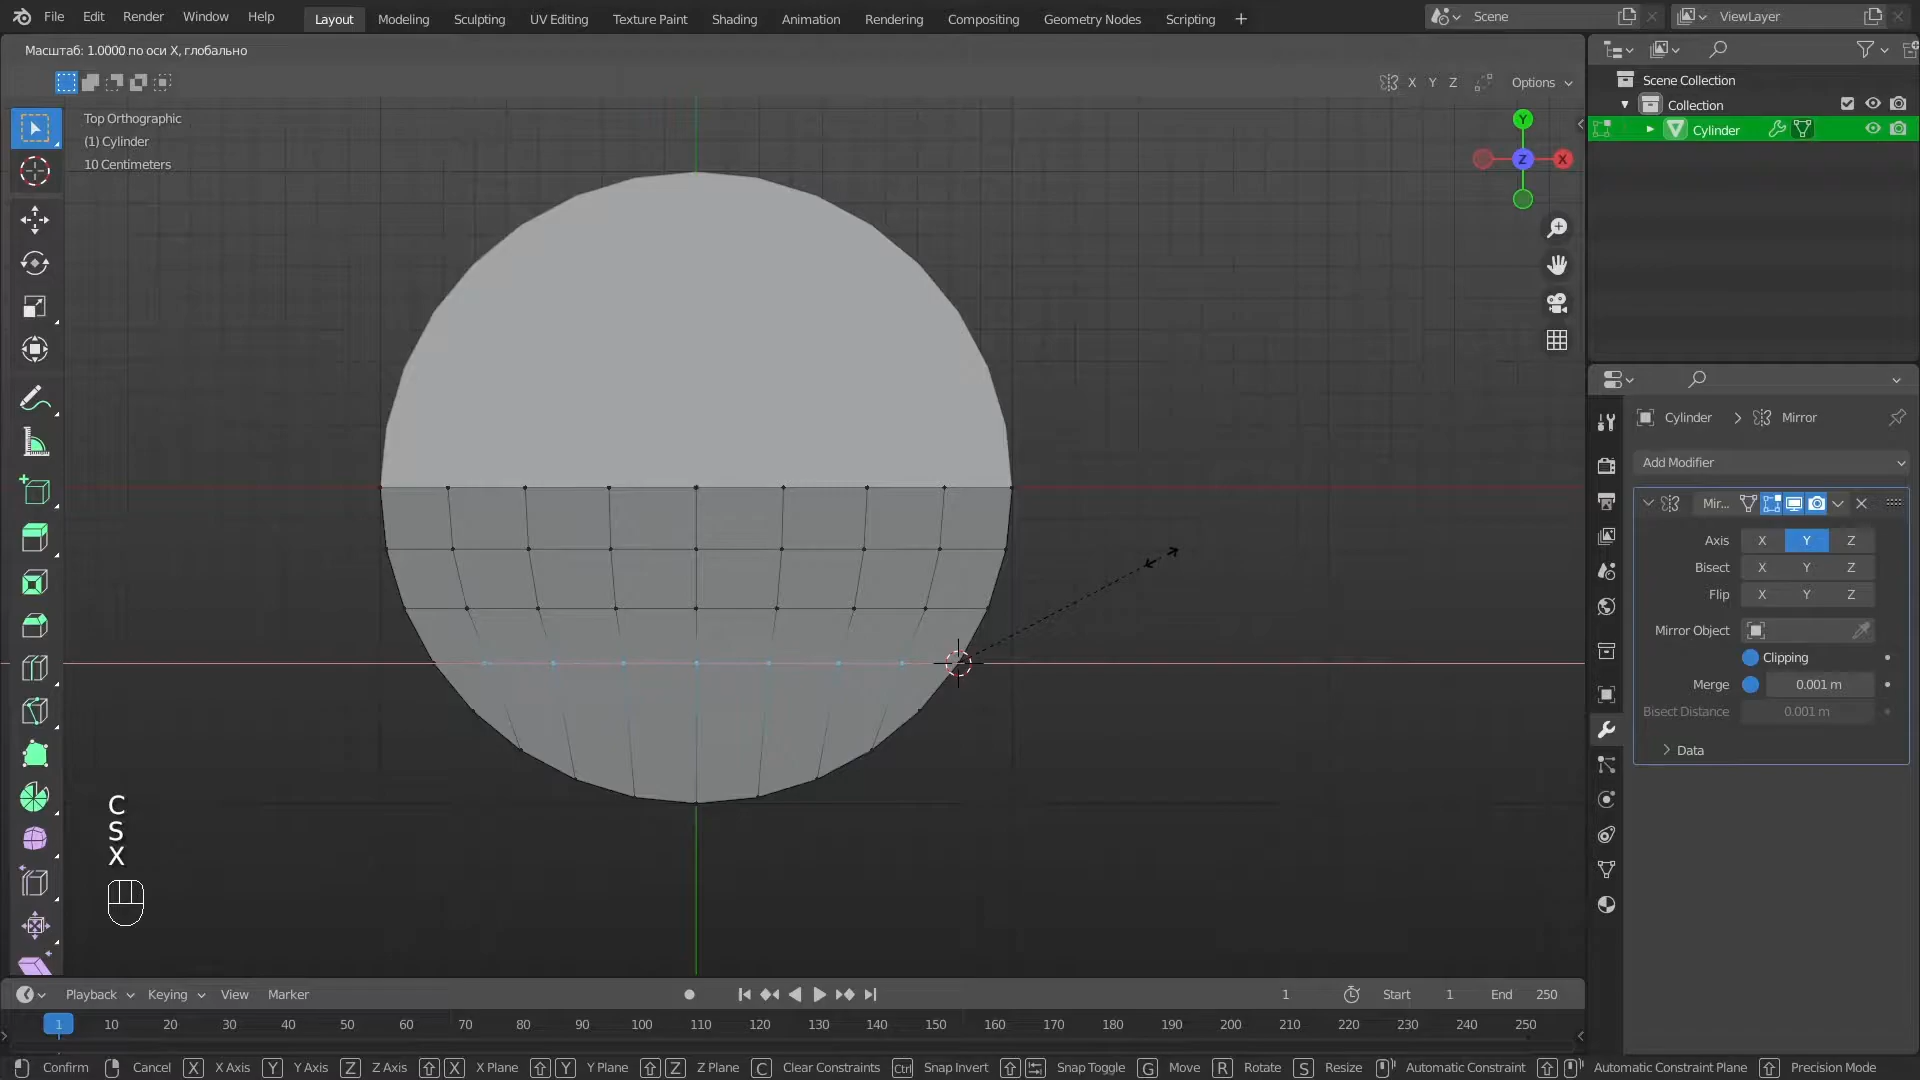 File Edit Render Window Help Layout Modeling Sculpting UV Editing Texture Paint Shading Animation Rendering Compositing Geometry Nodes Scripting + Scene ViewLayer
Масштаб: 1.0000 по оси X, глобально
X Y Z Options
Top Orthographic
(1) Cylinder
10 Centimeters
Y
Z X
Scene Collection
Collection
Cylinder
Cylinder > Mirror
Add Modifier
Mir...
Axis X Y Z
Bisect X Y Z
Flip X Y Z
Mirror Object
Clipping
Merge 0.001 m
Bisect Distance 0.001 m
Data
C
S
X
Playback Keying View Marker 1 Start 1 End 250
1 10 20 30 40 50 60 70 80 90 100 110 120 130 140 150 160 170 180 190 200 210 220 230 240 250
Confirm Cancel X X Axis Y Y Axis Z Z Axis X X Plane Y Y Plane Z Z Plane C Clear Constraints Ctrl Snap Invert Snap Toggle G Move R Rotate S Resize Automatic Constraint Automatic Constraint Plane Precision Mode